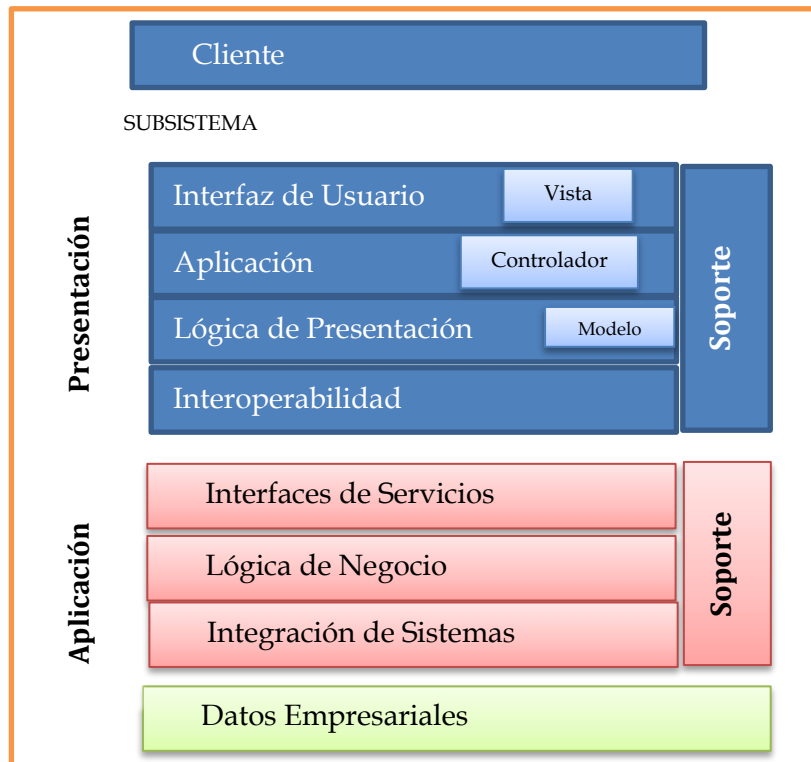 Cliente
SUBSISTEMA
Presentación
Interfaz de Usuario
Vista
Aplicación
Controlador
Lógica de Presentación
Modelo
Interoperabilidad
Soporte
Aplicación
Interfaces de Servicios
Lógica de Negocio
Integración de Sistemas
Soporte
Datos Empresariales